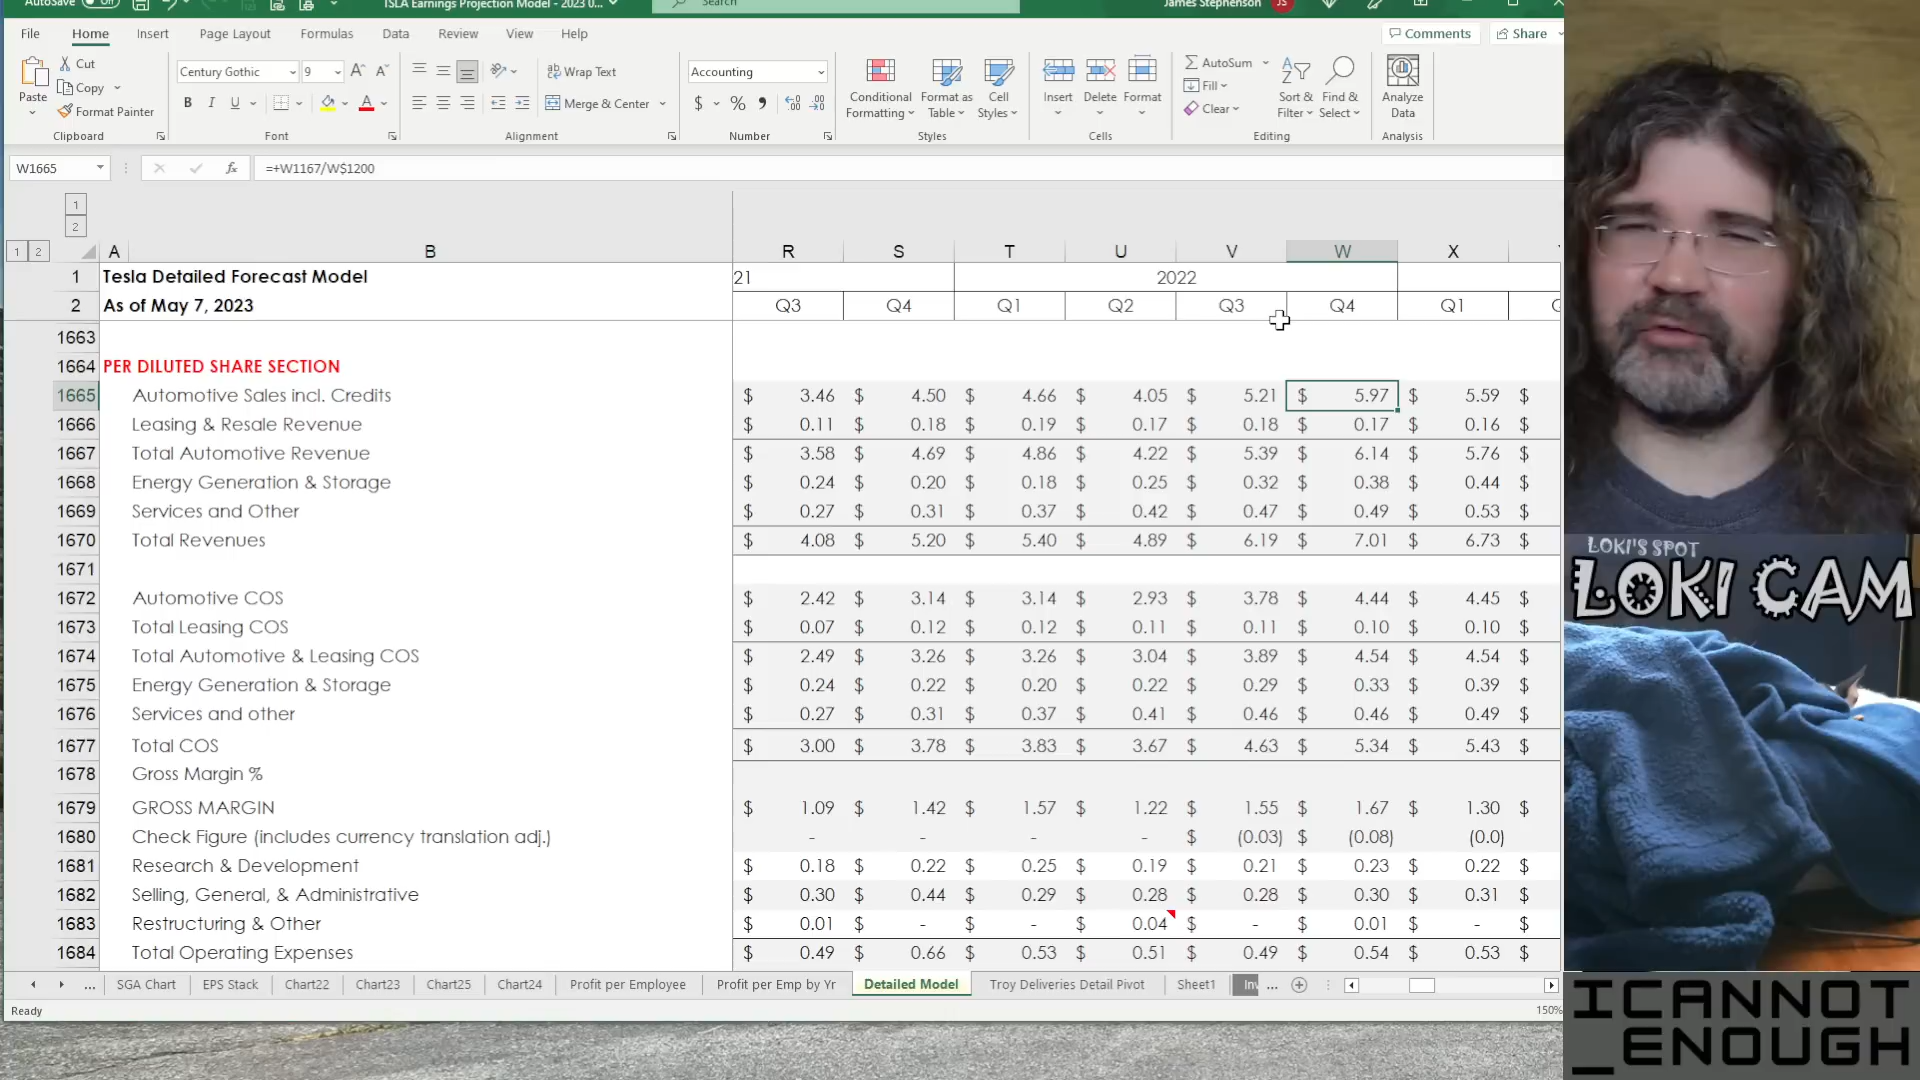 AutoSave Off TSLA Earnings Projection Model - 2023 0... Search James Stephenson JS
File Home Insert Draw Page Layout Formulas Data Review View Help Comments Share
Cut
Copy
Format Painter
Paste
Clipboard
Century Gothic 9
B I U
Font
Wrap Text
Merge & Center
Alignment
Accounting
$ % ,
Number
Conditional Formatting
Format as Table
Cell Styles
Styles
Insert Delete Format
Cells
AutoSum
Fill
Clear
Sort & Filter
Find & Select
Editing
Analyze Data
Analysis
W1665 fx =+W1167/W$1200
1
2
1 2
A B R S T U V W X
1 Tesla Detailed Forecast Model 21 2022
2 As of May 7, 2023 Q3 Q4 Q1 Q2 Q3 Q4 Q1
1663
1664 PER DILUTED SHARE SECTION
1665 Automotive Sales incl. Credits $ 3.46 $ 4.50 $ 4.66 $ 4.05 $ 5.21 $ 5.97 $ 5.59 $
1666 Leasing & Resale Revenue $ 0.11 $ 0.18 $ 0.19 $ 0.17 $ 0.18 $ 0.17 $ 0.16 $
1667 Total Automotive Revenue $ 3.58 $ 4.69 $ 4.86 $ 4.22 $ 5.39 $ 6.14 $ 5.76 $
1668 Energy Generation & Storage $ 0.24 $ 0.20 $ 0.18 $ 0.25 $ 0.32 $ 0.38 $ 0.44 $
1669 Services and Other $ 0.27 $ 0.31 $ 0.37 $ 0.42 $ 0.47 $ 0.49 $ 0.53 $
1670 Total Revenues $ 4.08 $ 5.20 $ 5.40 $ 4.89 $ 6.19 $ 7.01 $ 6.73 $
1671
1672 Automotive COS $ 2.42 $ 3.14 $ 3.14 $ 2.93 $ 3.78 $ 4.44 $ 4.45 $
1673 Total Leasing COS $ 0.07 $ 0.12 $ 0.12 $ 0.11 $ 0.11 $ 0.10 $ 0.10 $
1674 Total Automotive & Leasing COS $ 2.49 $ 3.26 $ 3.26 $ 3.04 $ 3.89 $ 4.54 $ 4.54 $
1675 Energy Generation & Storage $ 0.24 $ 0.22 $ 0.20 $ 0.22 $ 0.29 $ 0.33 $ 0.39 $
1676 Services and other $ 0.27 $ 0.31 $ 0.37 $ 0.41 $ 0.46 $ 0.46 $ 0.49 $
1677 Total COS $ 3.00 $ 3.78 $ 3.83 $ 3.67 $ 4.63 $ 5.34 $ 5.43 $
1678 Gross Margin %
1679 GROSS MARGIN $ 1.09 $ 1.42 $ 1.57 $ 1.22 $ 1.55 $ 1.67 $ 1.30 $
1680 Check Figure (includes currency translation adj.) - - - - $ (0.03) $ (0.08) (0.0)
1681 Research & Development $ 0.18 $ 0.22 $ 0.25 $ 0.19 $ 0.21 $ 0.23 $ 0.22 $
1682 Selling, General, & Administrative $ 0.30 $ 0.44 $ 0.29 $ 0.28 $ 0.28 $ 0.30 $ 0.31 $
1683 Restructuring & Other $ 0.01 $ - $ - $ 0.04 $ - $ 0.01 $ - $
1684 Total Operating Expenses $ 0.49 $ 0.66 $ 0.53 $ 0.51 $ 0.49 $ 0.54 $ 0.53 $
... SGA Chart EPS Stack Chart22 Chart23 Chart25 Chart24 Profit per Employee Profit per Emp by Yr Detailed Model Troy Deliveries Detail Pivot Sheet1 Inv ...
Ready 150%
LOKI'S SPOT
LOKI CAM
ICANNOT
_ENOUGH